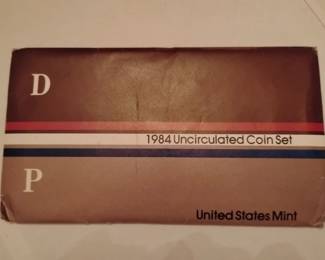 D
1984 Uncirculated Coin Set
P
United States Mint